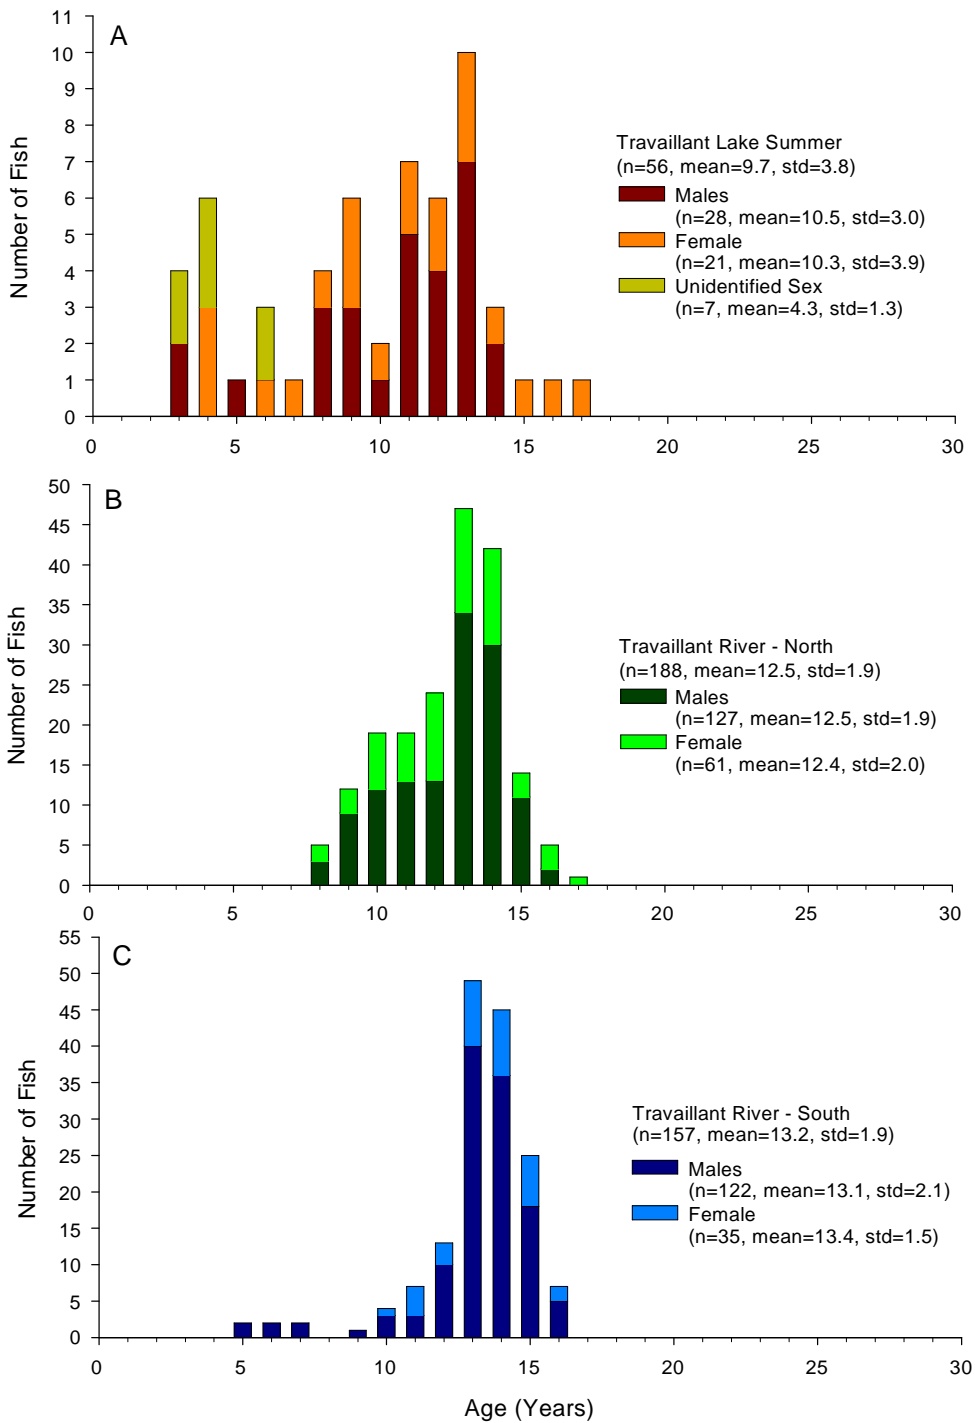 A
11
10
9
8
7
6
5
4
3
2
1
0
Number of Fish
0 5 10 15 20 25 30
Travaillant Lake Summer
(n=56, mean=9.7, std=3.8)
Males
(n=28, mean=10.5, std=3.0)
Female
(n=21, mean=10.3, std=3.9)
Unidentified Sex
(n=7, mean=4.3, std=1.3)
B
50
45
40
35
30
25
20
15
10
5
0
Number of Fish
0 5 10 15 20 25 30
Travaillant River - North
(n=188, mean=12.5, std=1.9)
Males
(n=127, mean=12.5, std=1.9)
Female
(n=61, mean=12.4, std=2.0)
C
55
50
45
40
35
30
25
20
15
10
5
0
Number of Fish
0 5 10 15 20 25 30
Travaillant River - South
(n=157, mean=13.2, std=1.9)
Males
(n=122, mean=13.1, std=2.1)
Female
(n=35, mean=13.4, std=1.5)
Age (Years)